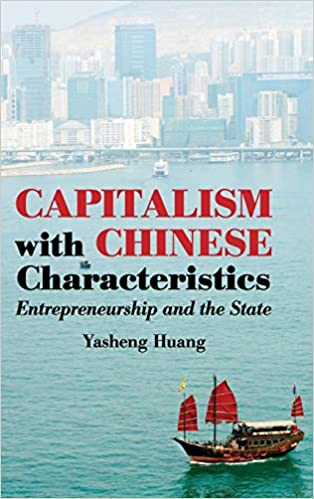 CAPITALISM
with CHINESE
Characteristics
Entrepreneurship and the State
Yasheng Huang